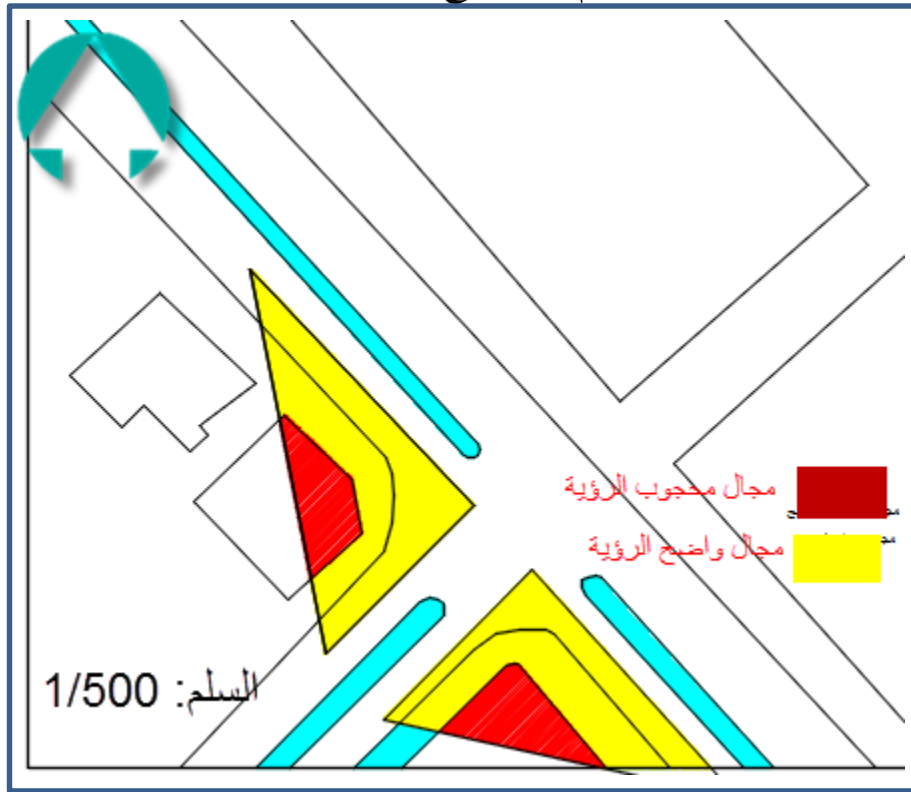 مجال محجوب الرؤية
مجال واضح الرؤية
السلم: 1/500